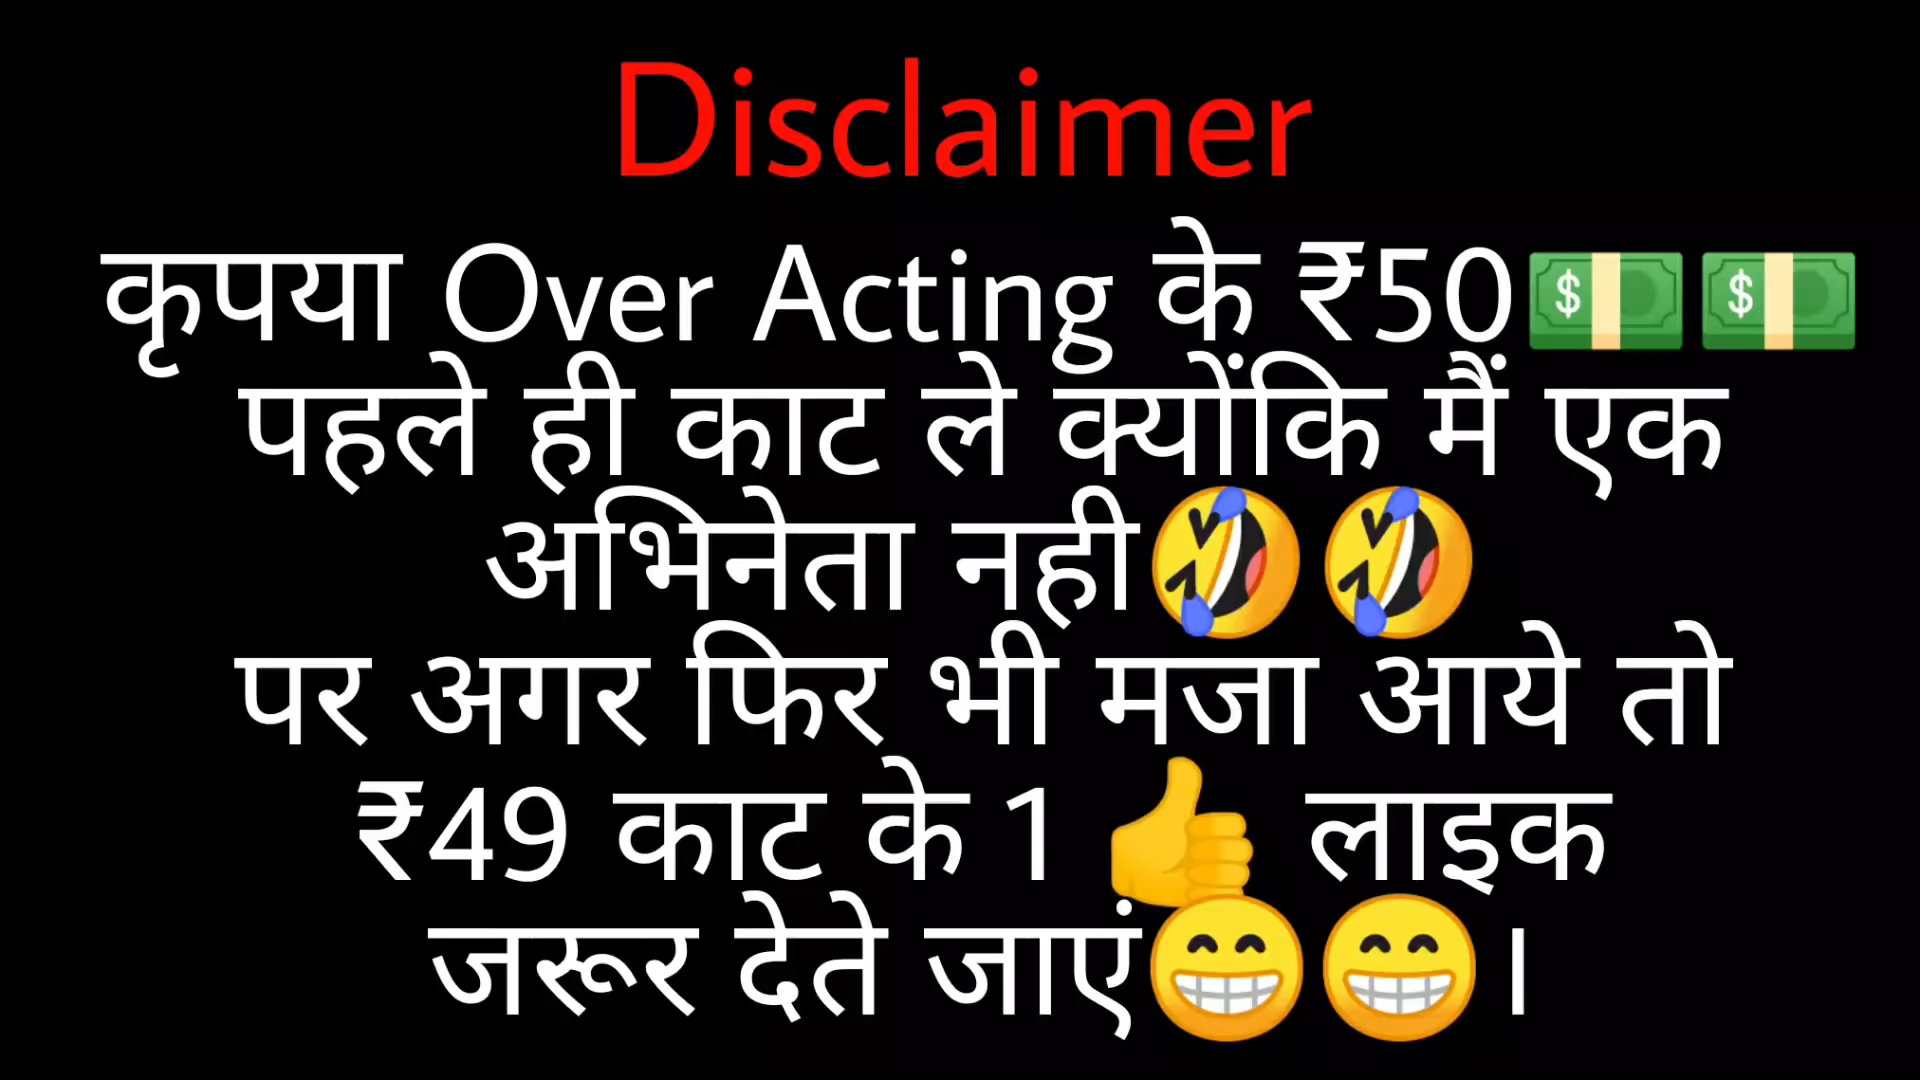 Disclaimer
कृपया Over Acting के ₹50💵💵
पहले ही काट ले क्योंकि मैं एक
अभिनेता नही🤣🤣
पर अगर फिर भी मजा आये तो
₹49 काट के 1👍 लाइक
जरूर देते जाएं😁😁।